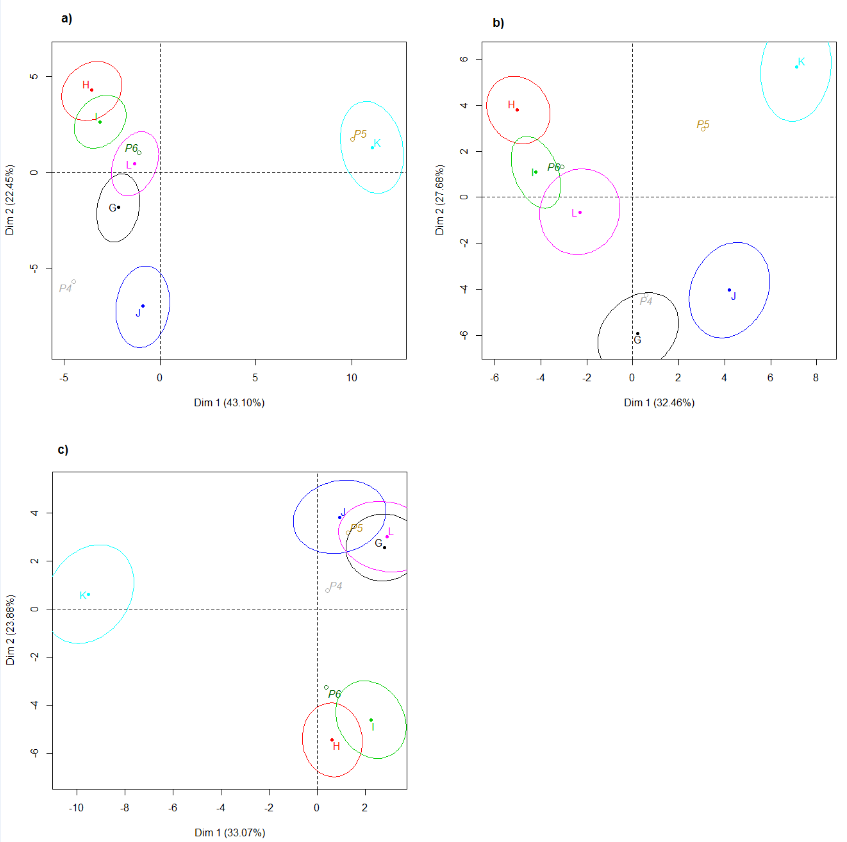 a)
H
I
P6
L
G
P4
J
P5
K
5
0
-5
-5
0
5
10
Dim 1 (43.10%)
Dim 2 (22.45%)
b)
K
H
P5
I
P6
L
P4
G
J
6
4
2
0
-2
-4
-6
-6
-4
-2
0
2
4
6
8
Dim 1 (32.46%)
Dim 2 (27.68%)
c)
J
P5
L
G
P4
K
P6
H
I
4
2
0
-2
-4
-6
-10
-8
-6
-4
-2
0
2
Dim 1 (33.07%)
Dim 2 (23.88%)